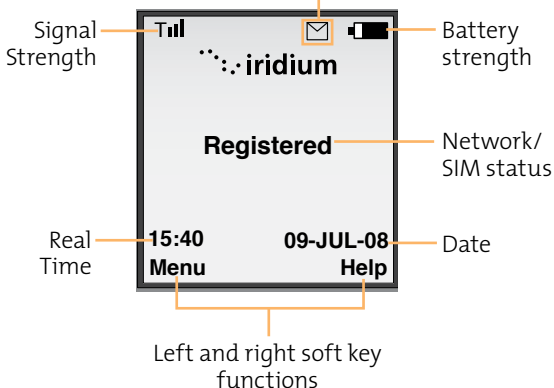 Signal
Strength
Battery
strength
iridium
Registered
Network/
SIM status
Real
Time
15:40
09-JUL-08
Date
Menu
Help
Left and right soft key
functions